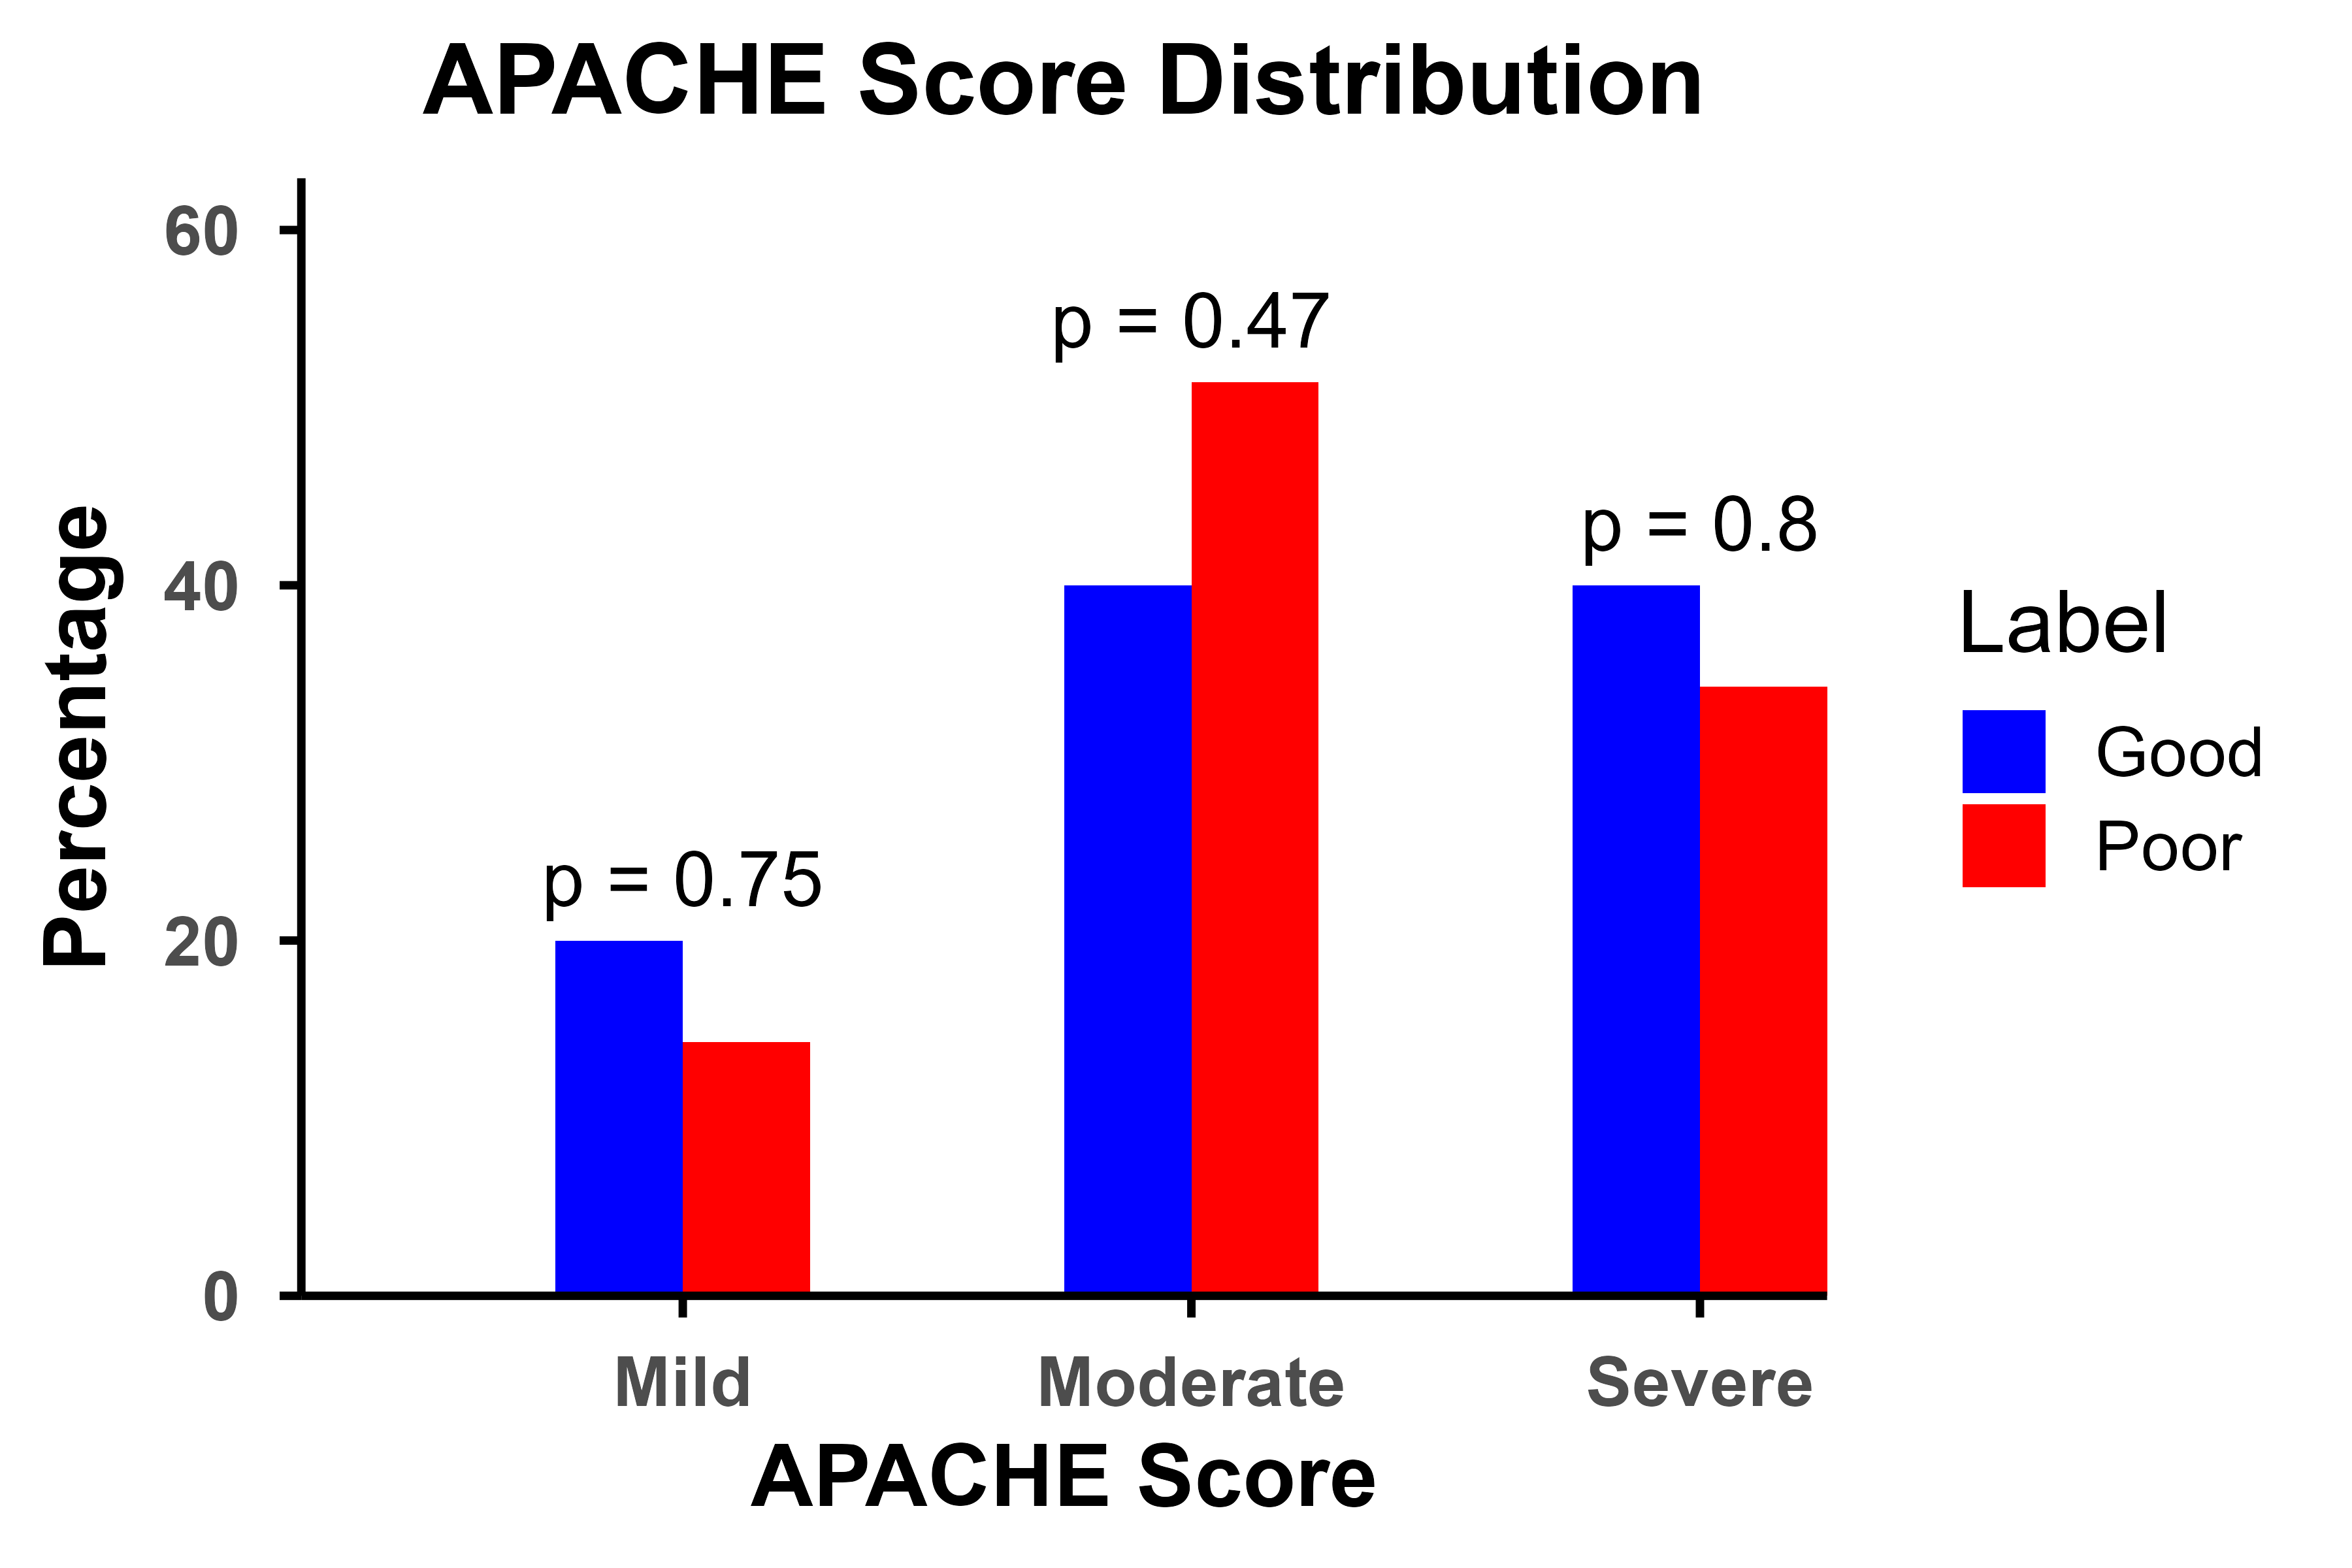 APACHE Score Distribution
60
40
20
0
Percentage
p = 0.75
p = 0.47
p = 0.8
Mild
Moderate
Severe
APACHE Score
Label
Good
Poor